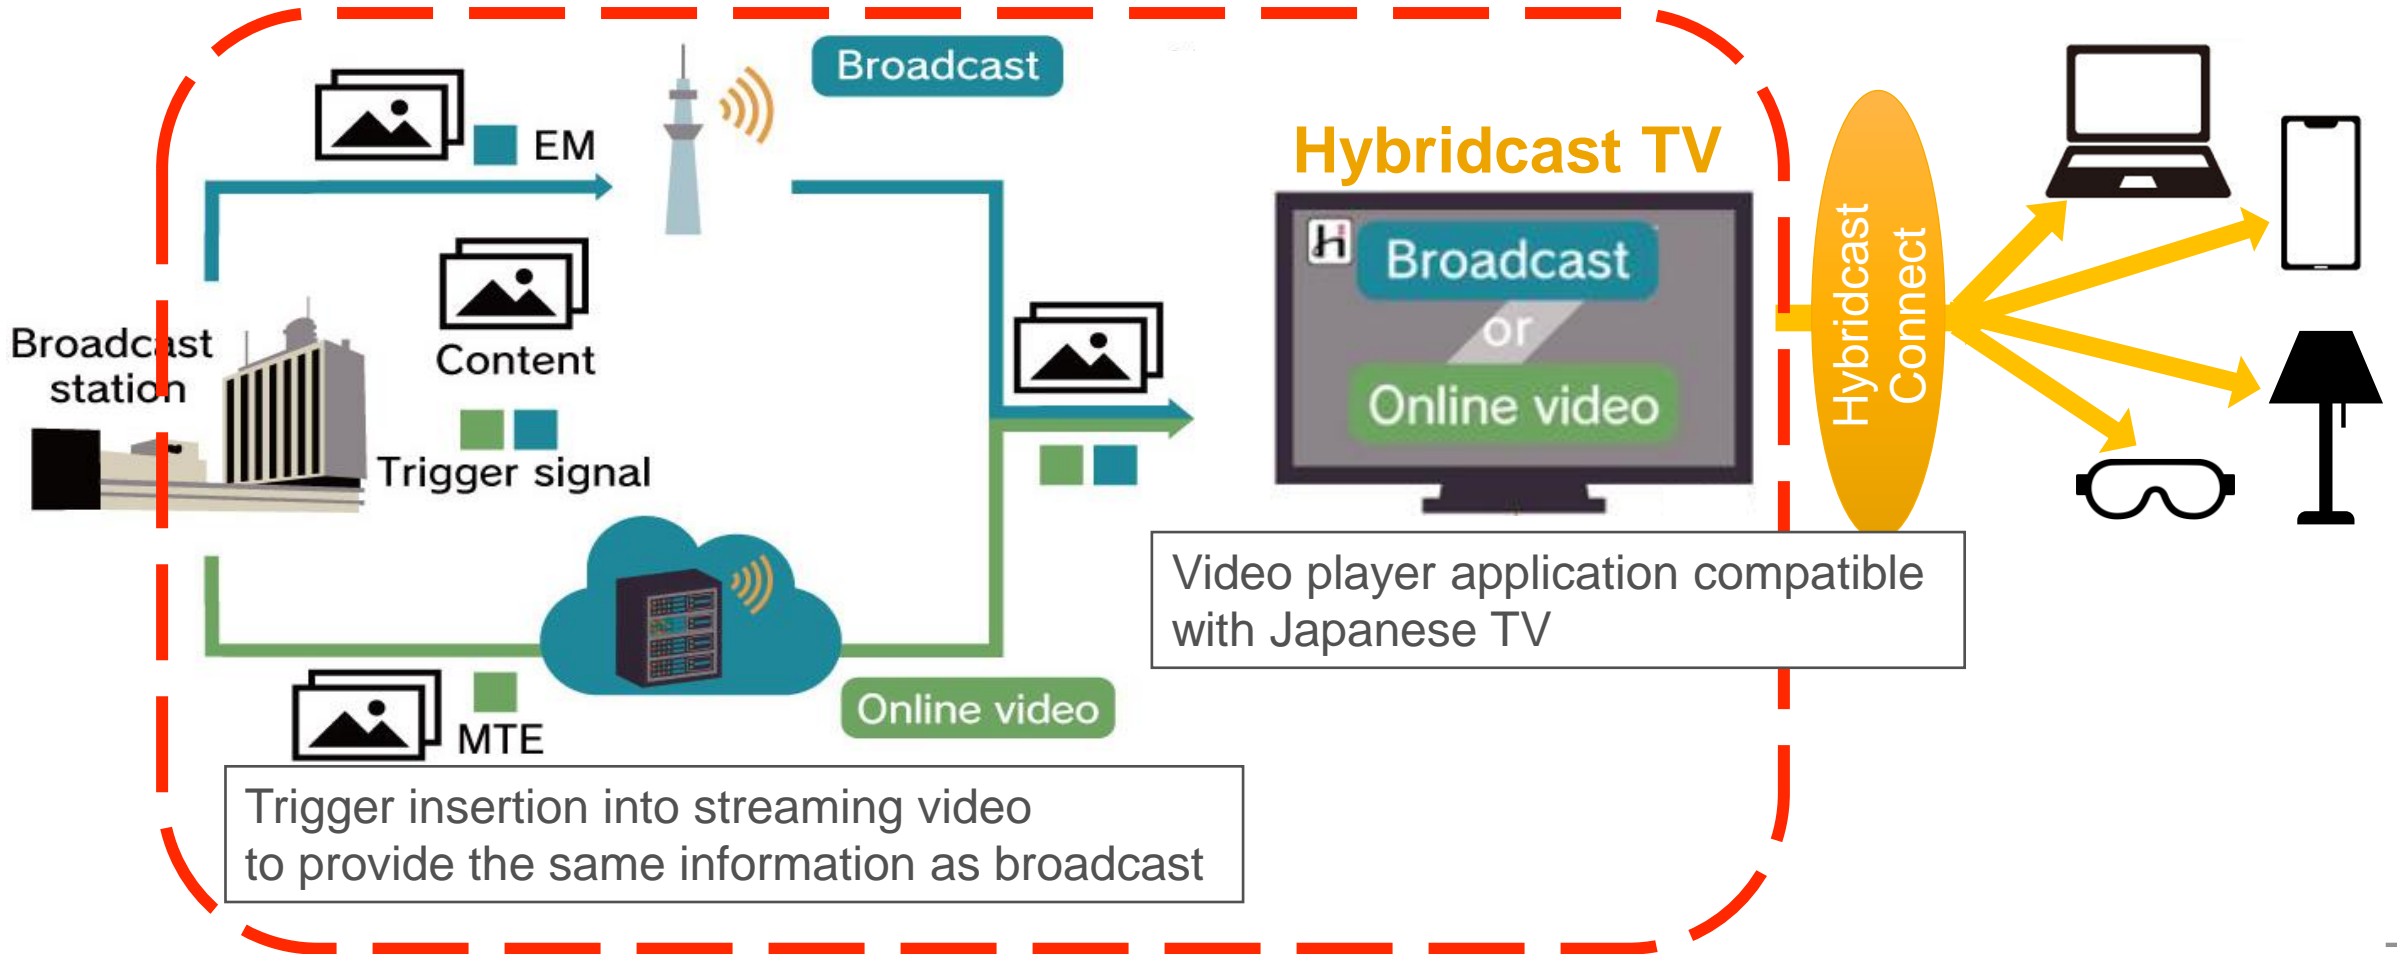 Broadcast
EM
Hybridcast TV
Broadcast
station
Content
Trigger signal
Broadcast
or
Online video
Hybridcast
Connect
Video player application compatible
with Japanese TV
MTE
Online video
Trigger insertion into streaming video
to provide the same information as broadcast